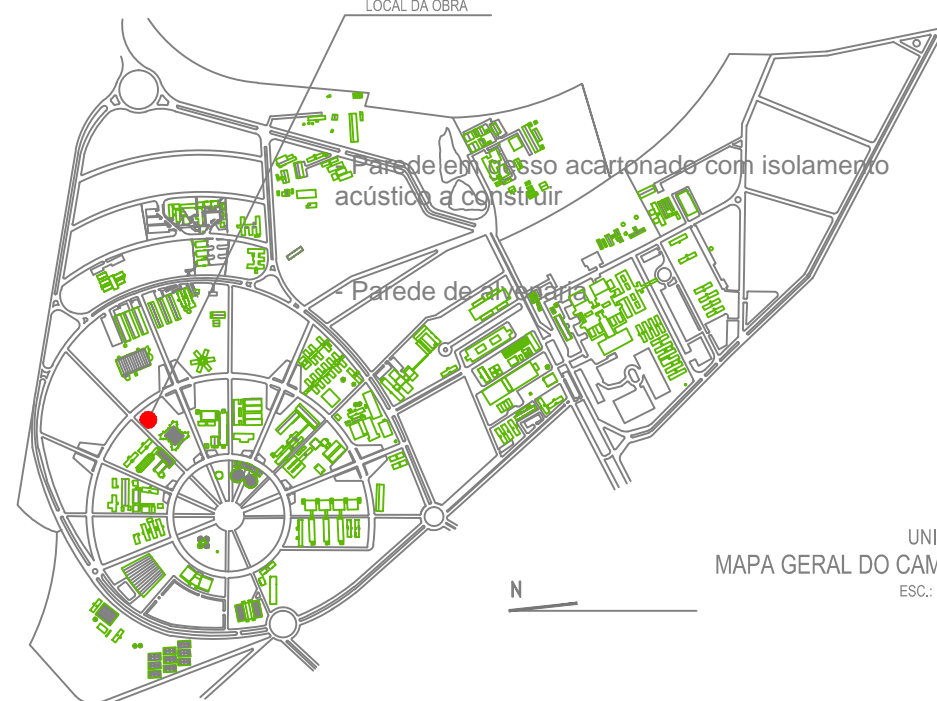 LOCAL DA OBRA
- Parede em gesso acartonado com isolamento
acústico a construir
- Parede de alvenaria
UNI
MAPA GERAL DO CAM
ESC.:
N